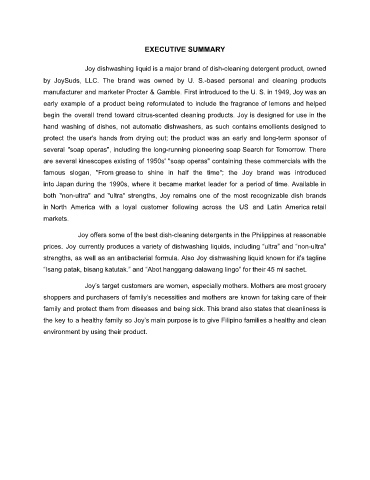 EXECUTIVE SUMMARY
Joy dishwashing liquid is a major brand of dish-cleaning detergent product, owned
by JoySuds, LLC. The brand was owned by U. S.-based personal and cleaning products
manufacturer and marketer Procter & Gamble. First introduced to the U. S. in 1949, Joy was an
early example of a product being reformulated to include the fragrance of lemons and helped
begin the overall trend toward citrus-scented cleaning products. Joy is designed for use in the
hand washing of dishes, not automatic dishwashers, as such contains emollients designed to
protect the user's hands from drying out; the product was an early and long-term sponsor of
several "soap operas", including the long-running pioneering soap Search for Tomorrow. There
are several kinescopes existing of 1950s' "soap operas" containing these commercials with the
famous slogan, "From grease to shine in half the time"; the Joy brand was introduced
into Japan during the 1990s, where it became market leader for a period of time. Available in
both "non-ultra" and "ultra" strengths, Joy remains one of the most recognizable dish brands
in North America with a loyal customer following across the US and Latin America retail
markets.
Joy offers some of the best dish-cleaning detergents in the Philippines at reasonable
prices. Joy currently produces a variety of dishwashing liquids, including “ultra” and “non-ultra”
strengths, as well as an antibacterial formula. Also Joy dishwashing liquid known for it’s tagline
“Isang patak, bisang katutak.” and “Abot hanggang dalawang lingo” for their 45 ml sachet.
Joy’s target customers are women, especially mothers. Mothers are most grocery
shoppers and purchasers of family’s necessities and mothers are known for taking care of their
family and protect them from diseases and being sick. This brand also states that cleanliness is
the key to a healthy family so Joy’s main purpose is to give Filipino families a healthy and clean
environment by using their product.